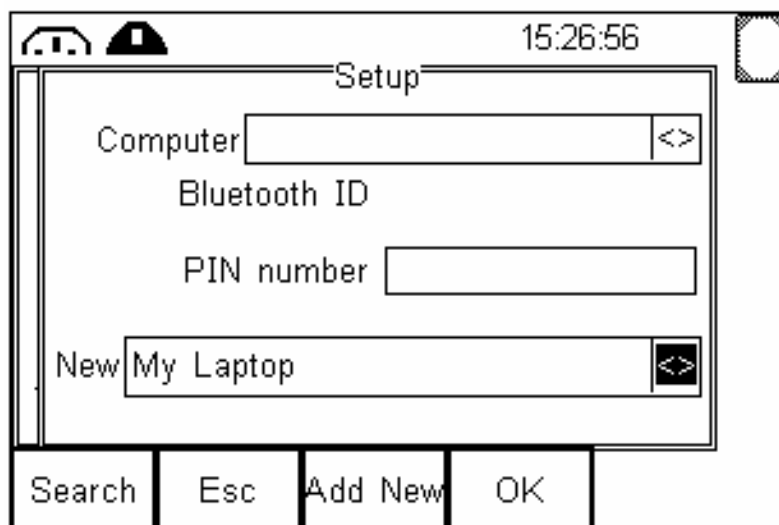 15:26:56
Setup
Computer <>
Bluetooth ID
PIN number
New My Laptop <>
Search Esc Add New OK